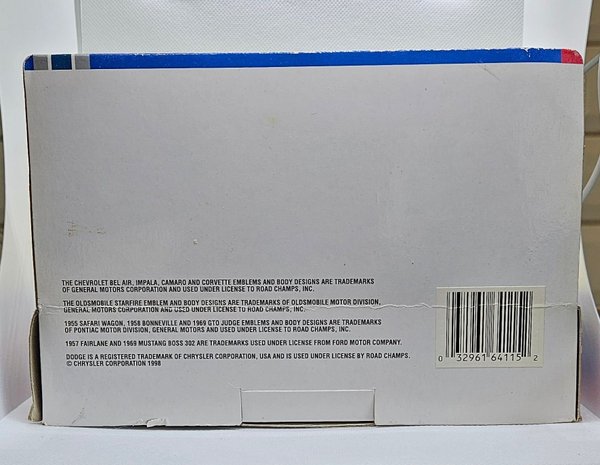 THE CHEVROLET BEL AIR, IMPALA, CAMARO AND CORVETTE EMBLEMS AND BODY DESIGNS ARE TRADEMARKS
OF GENERAL MOTORS CORPORATION AND USED UNDER LICENSE TO ROAD CHAMPS, INC.
THE OLDSMOBILE STARFIRE EMBLEM AND BODY DESIGNS ARE TRADEMARKS OF OLDSMOBILE MOTOR DIVISION,
GENERAL MOTORS CORPORATION AND USED UNDER LICENSE TO ROAD CHAMPS, INC.
1955 SAFARI WAGON, 1958 BONNEVILLE AND 1969 GTO JUDGE EMBLEMS AND BODY DESIGNS ARE TRADEMARKS
OF PONTIAC MOTOR DIVISION, GENERAL MOTORS AND USED UNDER LICENSE TO ROAD CHAMPS, INC.
1957 FAIRLANE AND 1969 MUSTANG BOSS 302 ARE TRADEMARKS USED UNDER LICENSE FROM FORD MOTOR COMPANY.
DODGE IS A REGISTERED TRADEMARK OF CHRYSLER CORPORATION, USA AND IS USED UNDER LICENSE BY ROAD CHAMPS.
© CHRYSLER CORPORATION 1998
0 32961 64115 2